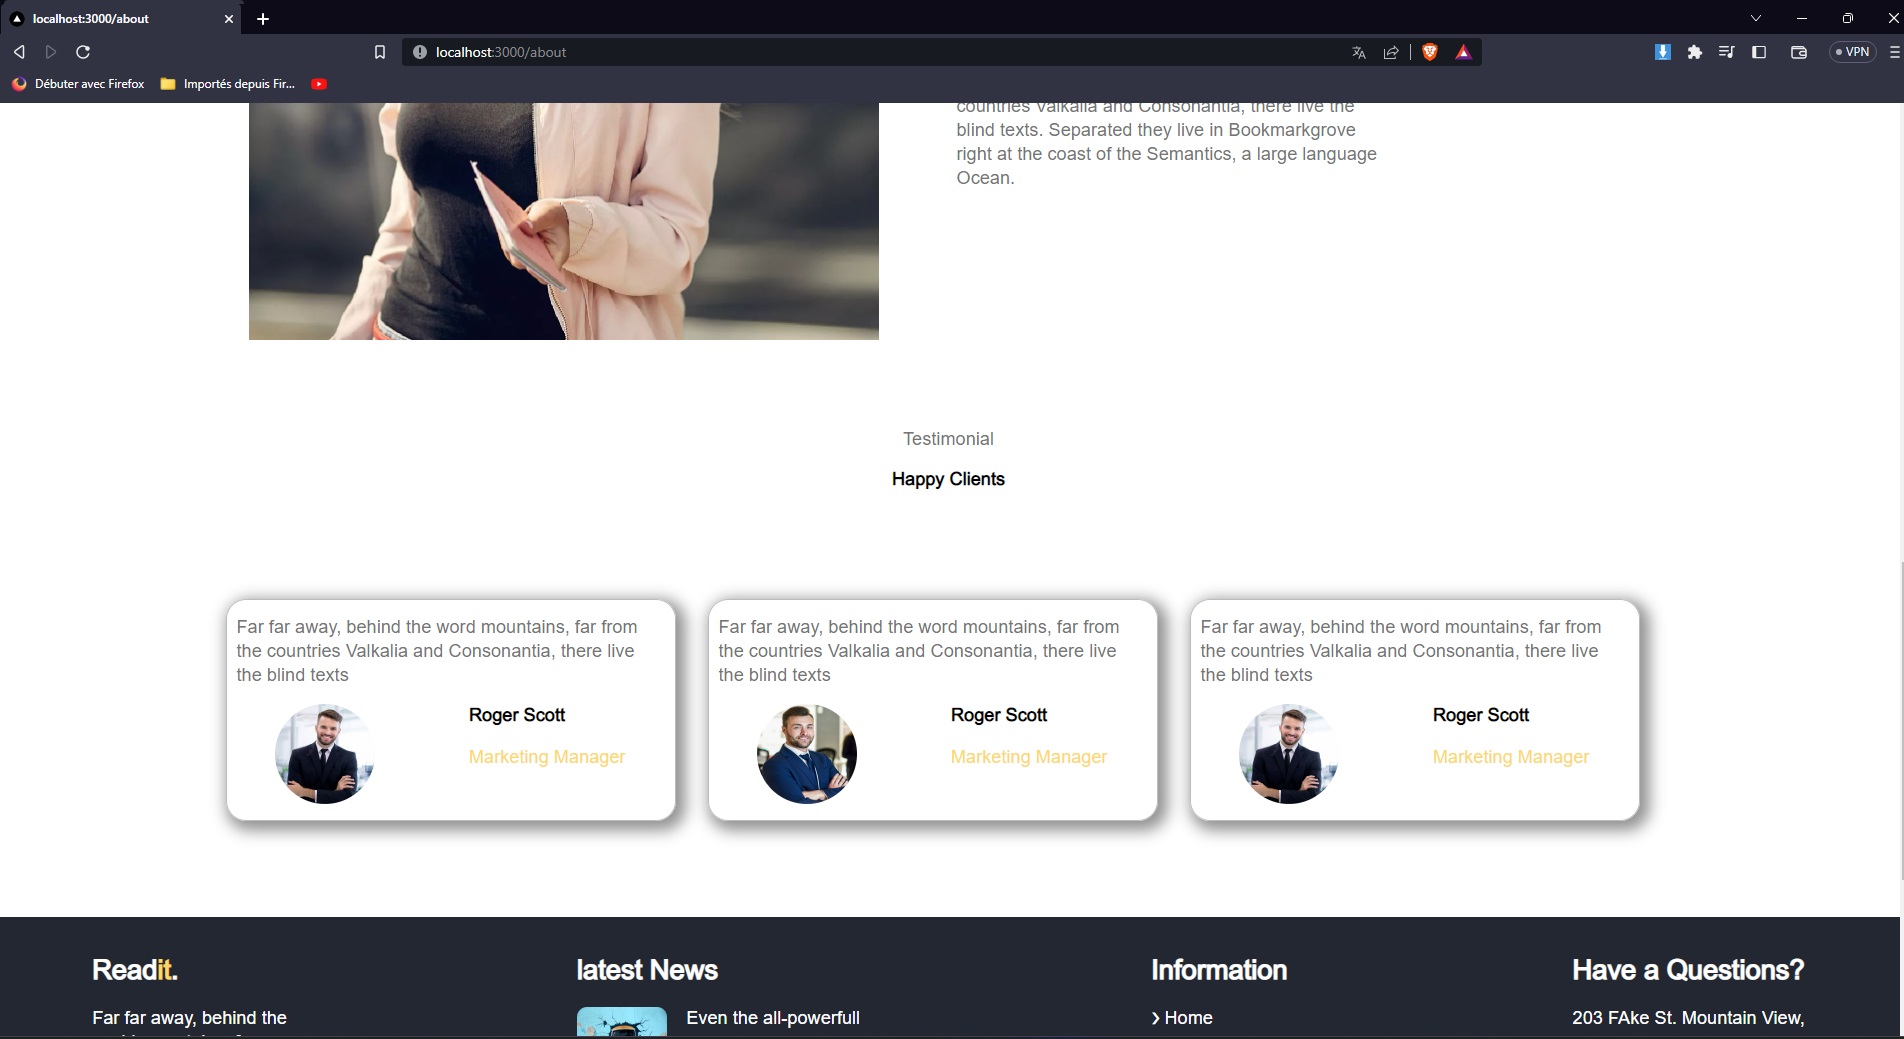 localhost:3000/about
localhost:3000/about
VPN
Débuter avec Firefox
Importés depuis Fir...
countries Valkalia and Consonantia, there live the
blind texts. Separated they live in Bookmarkgrove
right at the coast of the Semantics, a large language
Ocean.
Testimonial
Happy Clients
Far far away, behind the word mountains, far from
the countries Valkalia and Consonantia, there live
the blind texts
Roger Scott
Marketing Manager
Far far away, behind the word mountains, far from
the countries Valkalia and Consonantia, there live
the blind texts
Roger Scott
Marketing Manager
Far far away, behind the word mountains, far from
the countries Valkalia and Consonantia, there live
the blind texts
Roger Scott
Marketing Manager
Readit.
Far far away, behind the
latest News
Even the all-powerfull
Information
› Home
Have a Questions?
203 FAke St. Mountain View,